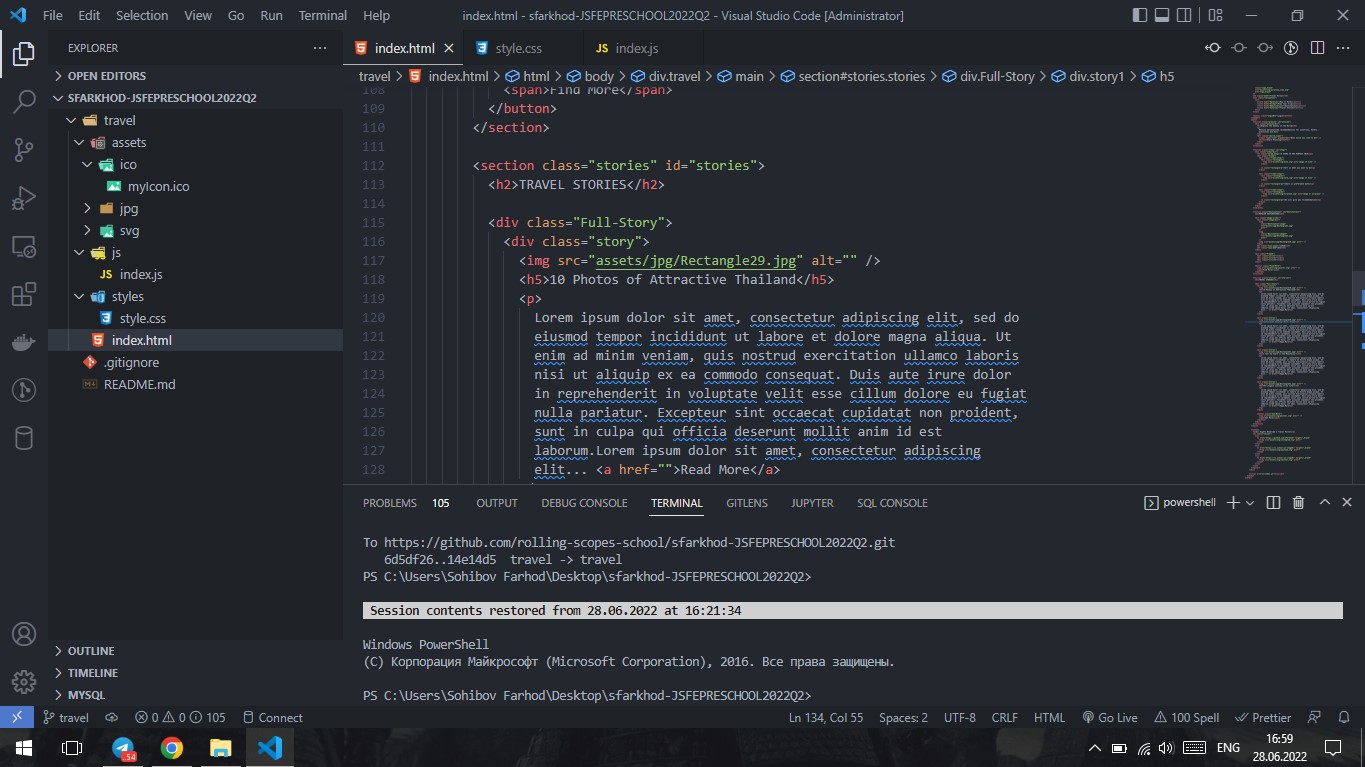 File Edit Selection View Go Run Terminal Help
index.html - sfarkhod-JSFEPRESCHOOL2022Q2 - Visual Studio Code [Administrator]
EXPLORER
OPEN EDITORS
SFARKHOD-JSFEPRESCHOOL2022Q2
travel
assets
ico
myIcon.ico
jpg
svg
js
JS index.js
styles
style.css
index.html
.gitignore
README.md
OUTLINE
TIMELINE
MYSQL
index.html style.css JS index.js
travel > index.html > html > body > div.travel > main > section#stories.stories > div.Full-Story > div.story1 > h5
108 <span>Find More</span>
109 </button>
110 </section>
111
112 <section class="stories" id="stories">
113 <h2>TRAVEL STORIES</h2>
114
115 <div class="Full-Story">
116 <div class="story">
117 <img src="assets/jpg/Rectangle29.jpg" alt="" />
118 <h5>10 Photos of Attractive Thailand</h5>
119 <p>
120 Lorem ipsum dolor sit amet, consectetur adipiscing elit, sed do
121 eiusmod tempor incididunt ut labore et dolore magna aliqua. Ut
122 enim ad minim veniam, quis nostrud exercitation ullamco laboris
123 nisi ut aliquip ex ea commodo consequat. Duis aute irure dolor
124 in reprehenderit in voluptate velit esse cillum dolore eu fugiat
125 nulla pariatur. Excepteur sint occaecat cupidatat non proident,
126 sunt in culpa qui officia deserunt mollit anim id est
127 laborum.Lorem ipsum dolor sit amet, consectetur adipiscing
128 elit... <a href="">Read More</a>
PROBLEMS 105 OUTPUT DEBUG CONSOLE TERMINAL GITLENS JUPYTER SQL CONSOLE
powershell
To https://github.com/rolling-scopes-school/sfarkhod-JSFEPRESCHOOL2022Q2.git
6d5df26..14e14d5 travel -> travel
PS C:\Users\Sohibov Farhod\Desktop\sfarkhod-JSFEPRESCHOOL2022Q2>
Session contents restored from 28.06.2022 at 16:21:34
Windows PowerShell
(C) Корпорация Майкрософт (Microsoft Corporation), 2016. Все права защищены.
PS C:\Users\Sohibov Farhod\Desktop\sfarkhod-JSFEPRESCHOOL2022Q2>
travel 0 0 105 Connect
Ln 134, Col 55 Spaces: 2 UTF-8 CRLF HTML Go Live 100 Spell Prettier
54
ENG
16:59
28.06.2022